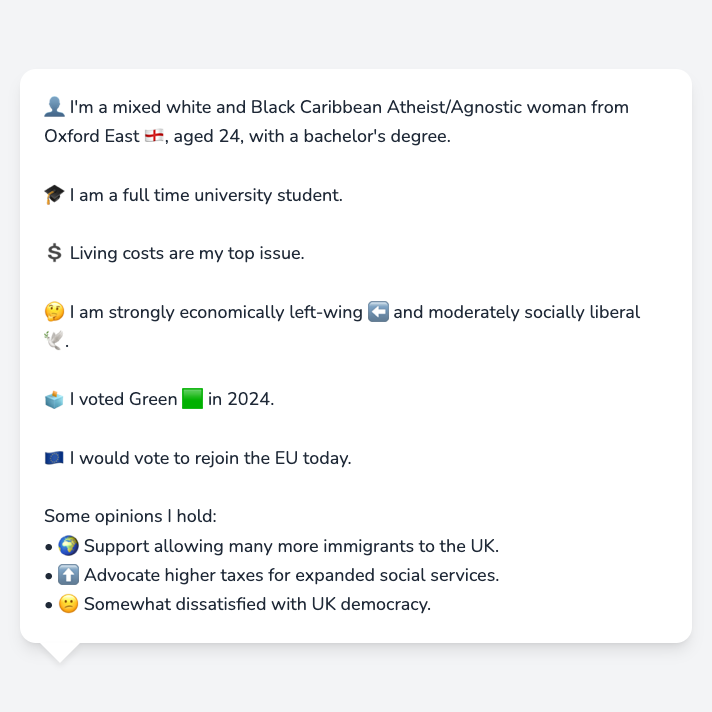 👤 I'm a mixed white and Black Caribbean Atheist/Agnostic woman from
Oxford East 🏴󠁧󠁢󠁥󠁮󠁧󠁿, aged 24, with a bachelor's degree.
🎓 I am a full time university student.
💲 Living costs are my top issue.
🤔 I am strongly economically left-wing ⬅️ and moderately socially liberal
🕊️.
🗳️ I voted Green 🟩 in 2024.
🇪🇺 I would vote to rejoin the EU today.
Some opinions I hold:
• 🌍 Support allowing many more immigrants to the UK.
• ⬆️ Advocate higher taxes for expanded social services.
• 😕 Somewhat dissatisfied with UK democracy.